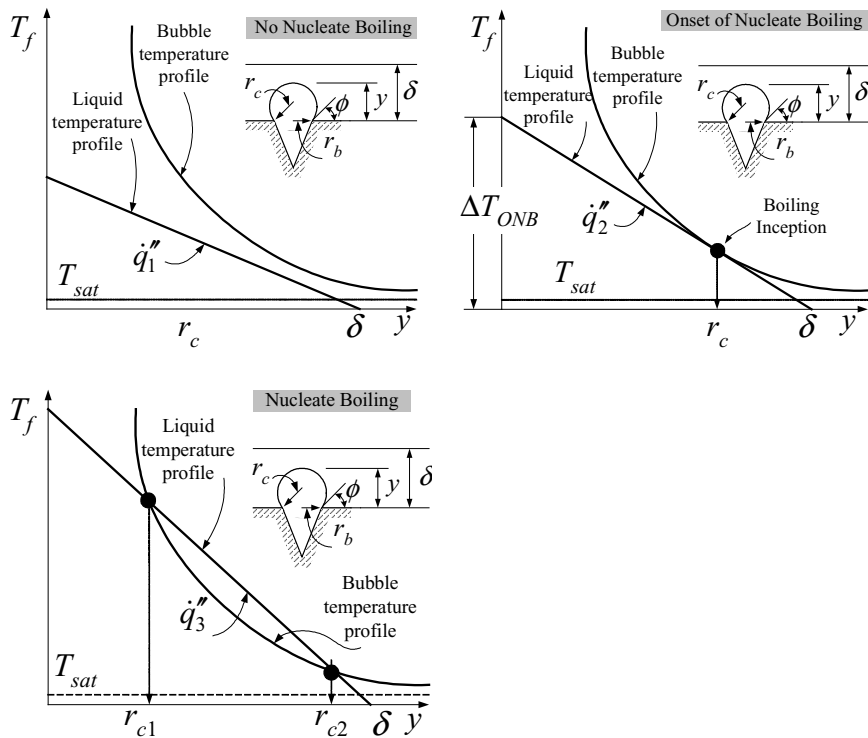 No Nucleate Boiling
T_f
Bubble
temperature
profile
Liquid
temperature
profile
r_c
ϕ
y
δ
r_b
q̇″_1
T_sat
r_c
δ
y
Onset of Nucleate Boiling
T_f
Bubble
temperature
profile
Liquid
temperature
profile
r_c
ϕ
y
δ
r_b
ΔT_ONB
q̇″_2
Boiling
Inception
T_sat
r_c
δ
y
Nucleate Boiling
T_f
Liquid
temperature
profile
r_c
ϕ
y
δ
r_b
q̇″_3
Bubble
temperature
profile
T_sat
r_c1
r_c2
δ
y